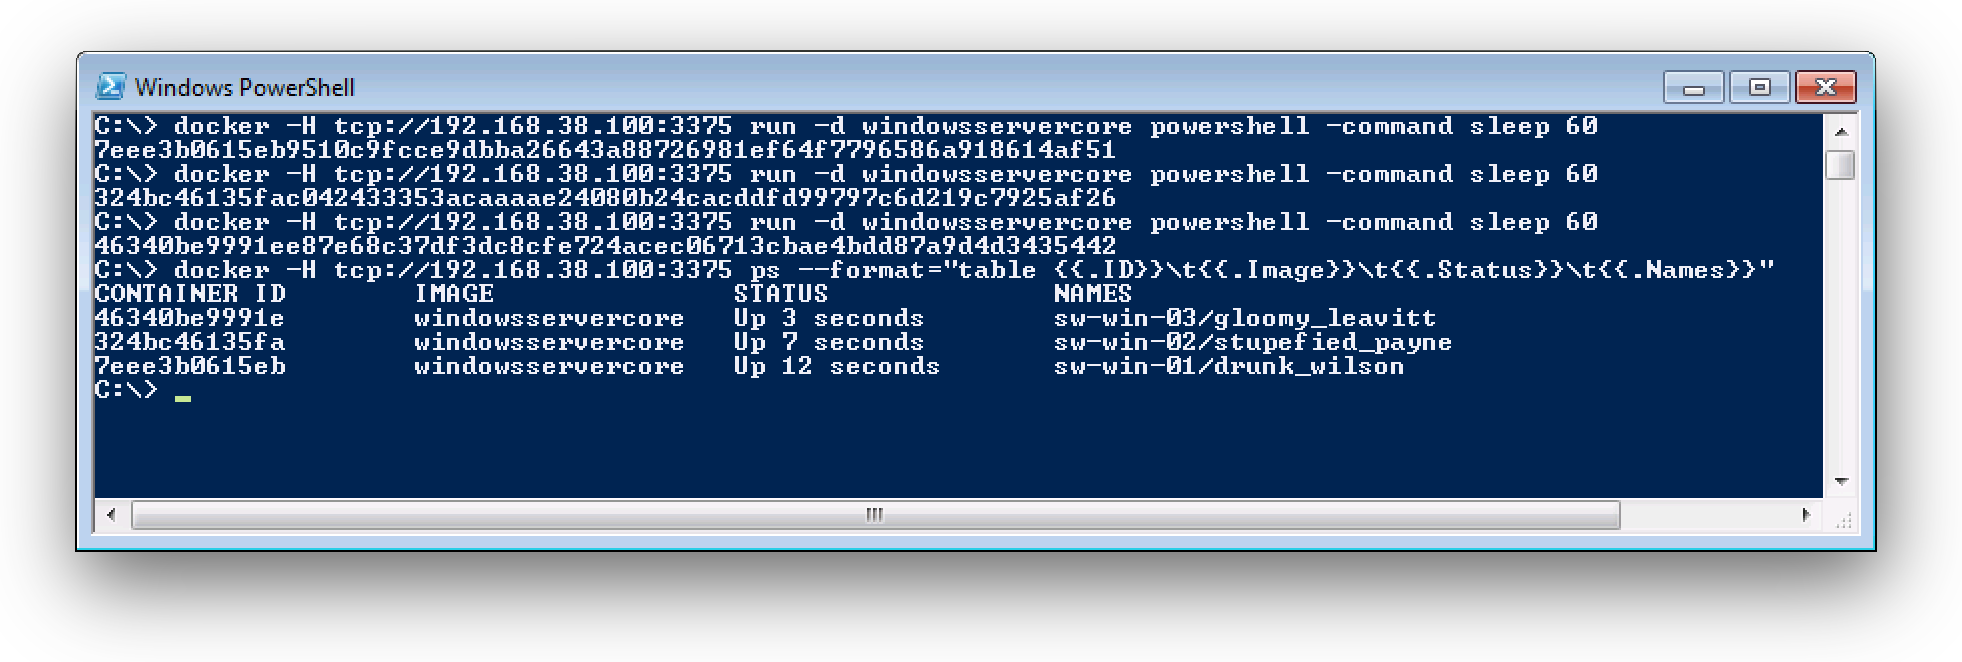 Windows PowerShell
C:\> docker -H tcp://192.168.38.100:3375 run -d windowsservercore powershell -command sleep 60
7eee3b0615eb9510c9fcce9dbba26643a88726981ef64f7796586a918614af51
C:\> docker -H tcp://192.168.38.100:3375 run -d windowsservercore powershell -command sleep 60
324bc46135fac042433353acaaaae24080b24cacddfd99797c6d219c7925af26
C:\> docker -H tcp://192.168.38.100:3375 run -d windowsservercore powershell -command sleep 60
46340be9991ee87e68c37df3dc8cfe724acec06713cbae4bdd87a9d4d3435442
C:\> docker -H tcp://192.168.38.100:3375 ps --format="table {{.ID}}\t{{.Image}}\t{{.Status}}\t{{.Names}}"
CONTAINER ID        IMAGE               STATUS              NAMES
46340be9991e        windowsservercore   Up 3 seconds        sw-win-03/gloomy_leavitt
324bc46135fa        windowsservercore   Up 7 seconds        sw-win-02/stupefied_payne
7eee3b0615eb        windowsservercore   Up 12 seconds       sw-win-01/drunk_wilson
C:\> _